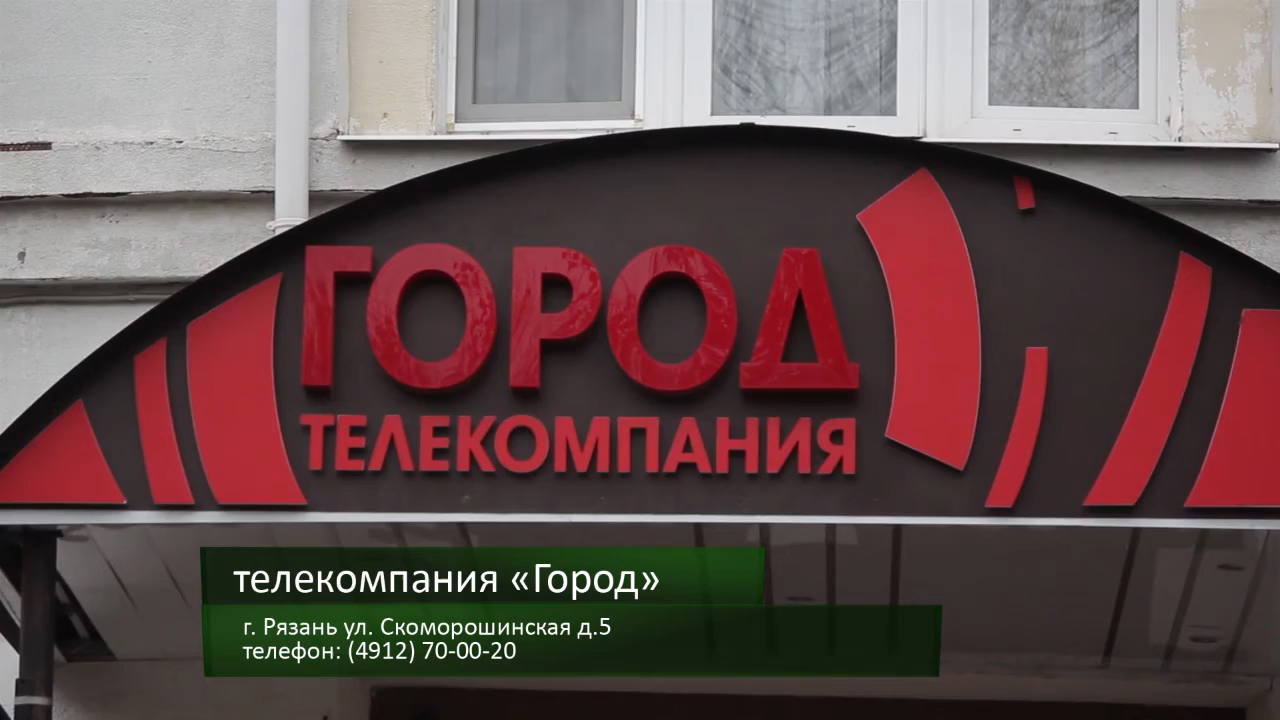 ГОРОД
ТЕЛЕКОМПАНИЯ
телекомпания «Город»
г. Рязань ул. Скоморошинская д.5
телефон: (4912) 70-00-20